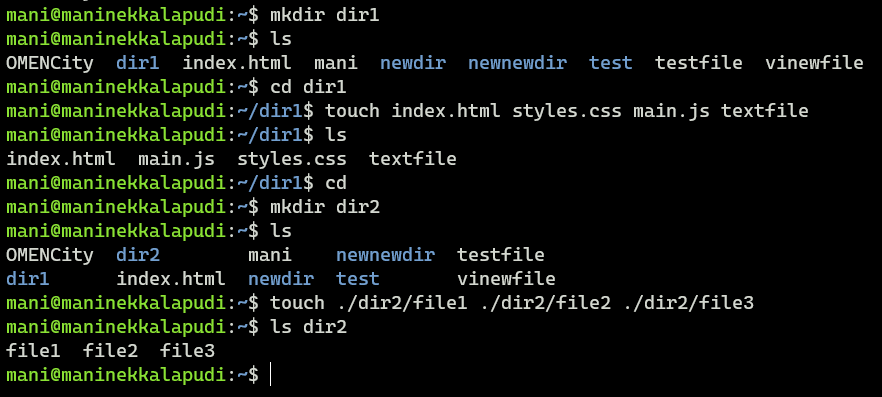 mani@maninekkalapudi:~$ mkdir dir1
mani@maninekkalapudi:~$ ls
OMENCity  dir1  index.html  mani  newdir  newnewdir  test  testfile  vinewfile
mani@maninekkalapudi:~$ cd dir1
mani@maninekkalapudi:~/dir1$ touch index.html styles.css main.js textfile
mani@maninekkalapudi:~/dir1$ ls
index.html  main.js  styles.css  textfile
mani@maninekkalapudi:~/dir1$ cd
mani@maninekkalapudi:~$ mkdir dir2
mani@maninekkalapudi:~$ ls
OMENCity  dir2        mani    newnewdir  testfile
dir1      index.html  newdir  test       vinewfile
mani@maninekkalapudi:~$ touch ./dir2/file1 ./dir2/file2 ./dir2/file3
mani@maninekkalapudi:~$ ls dir2
file1  file2  file3
mani@maninekkalapudi:~$